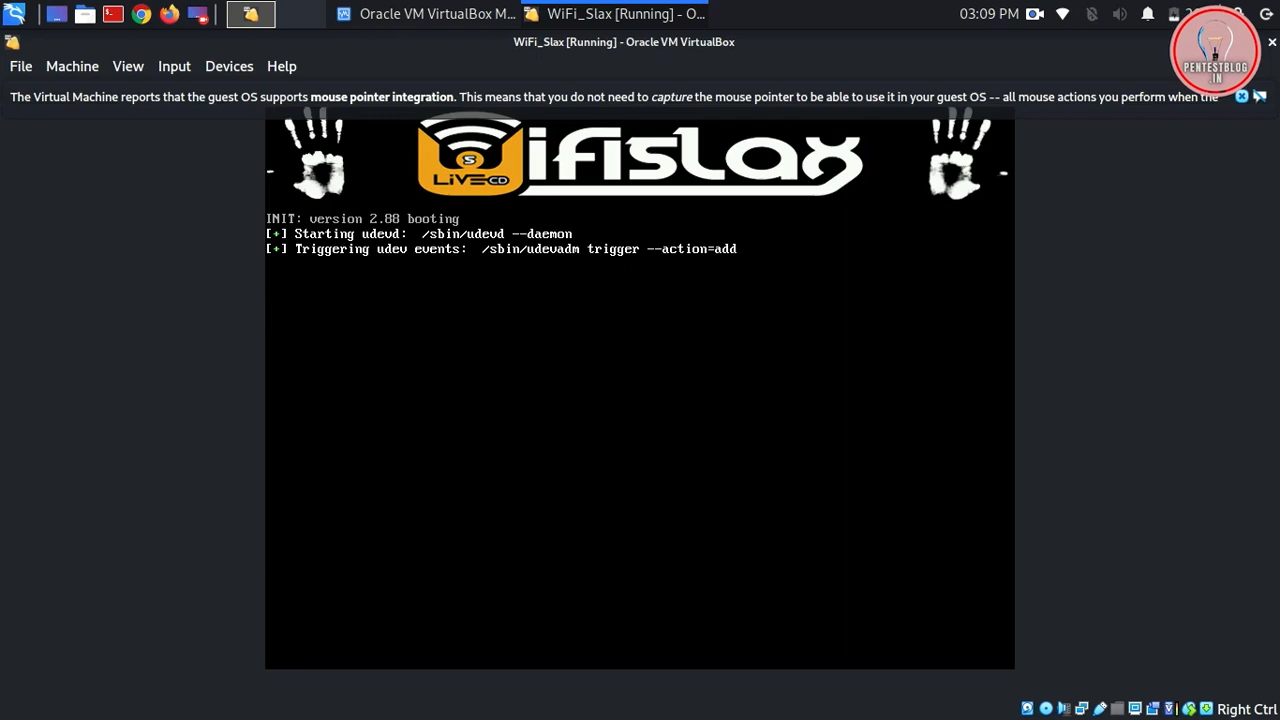 Oracle VM VirtualBox M...
WiFi_Slax [Running] - O...
03:09 PM
WiFi_Slax [Running] - Oracle VM VirtualBox
File Machine View Input Devices Help
The Virtual Machine reports that the guest OS supports mouse pointer integration. This means that you do not need to capture the mouse pointer to be able to use it in your guest OS -- all mouse actions you perform when the
PENTESTBLOG
.IN
wifislax
S
LiVE CD
INIT: version 2.88 booting
[+] Starting udevd: /sbin/udevd --daemon
[+] Triggering udev events: /sbin/udevadm trigger --action=add
Right Ctrl